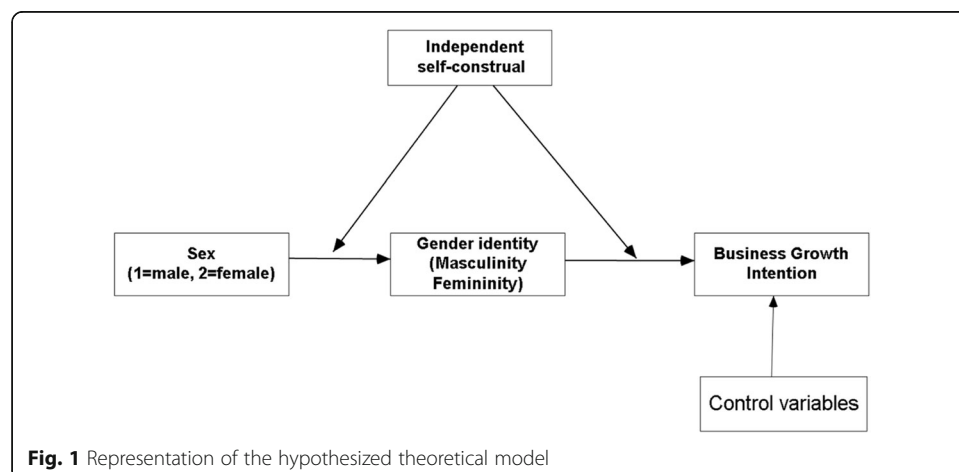 Independent
self-construal
Sex
(1=male, 2=female)
Gender identity
(Masculinity
Femininity)
Business Growth
Intention
Control variables
Fig. 1 Representation of the hypothesized theoretical model